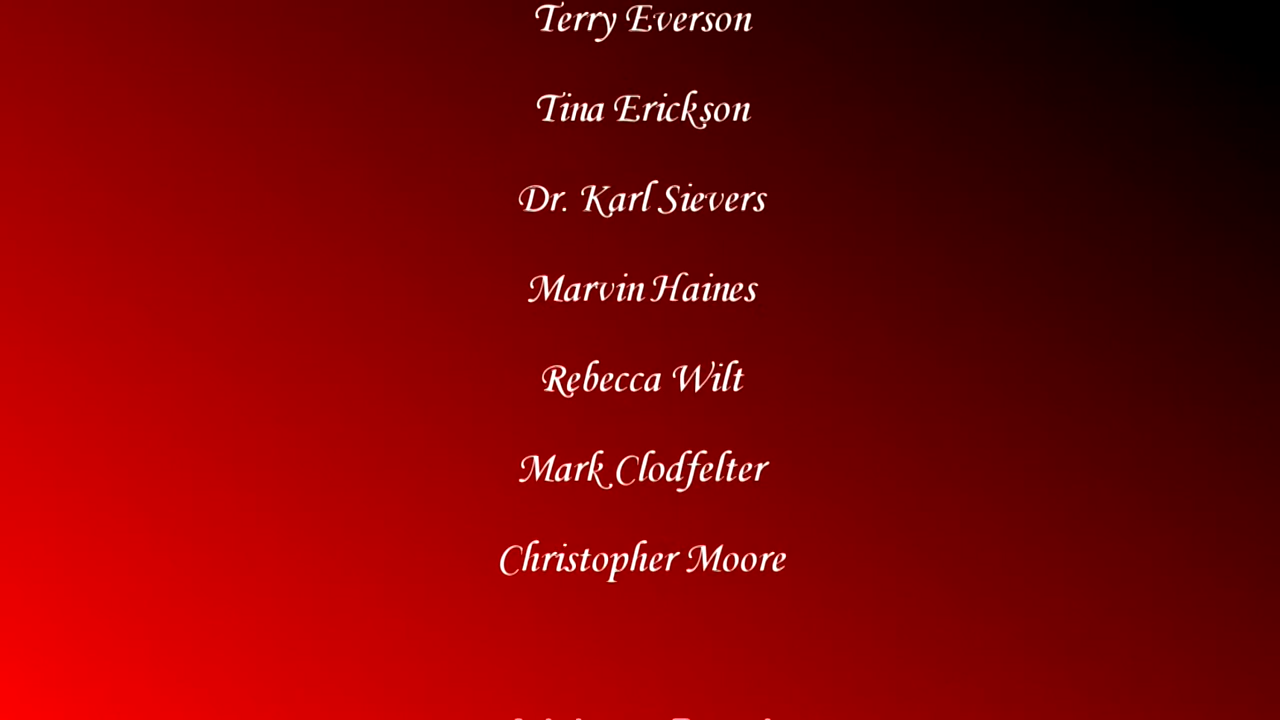 Terry Everson
Tina Erickson
Dr. Karl Sievers
Marvin Haines
Rebecca Wilt
Mark Clodfelter
Christopher Moore